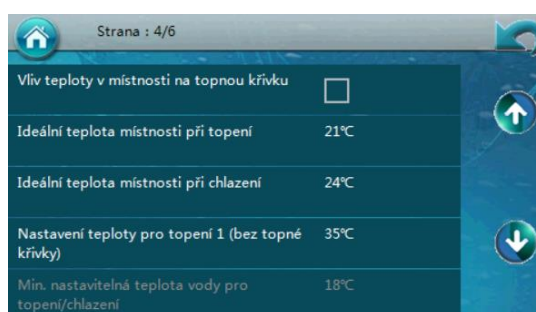 Strana : 4/6
Vliv teploty v místnosti na topnou křivku
Ideální teplota místnosti při topení 21℃
Ideální teplota místnosti při chlazení 24℃
Nastavení teploty pro topení 1 (bez topné 35℃
křivky)
Min. nastavitelná teplota vody pro 18℃
topení/chlazení